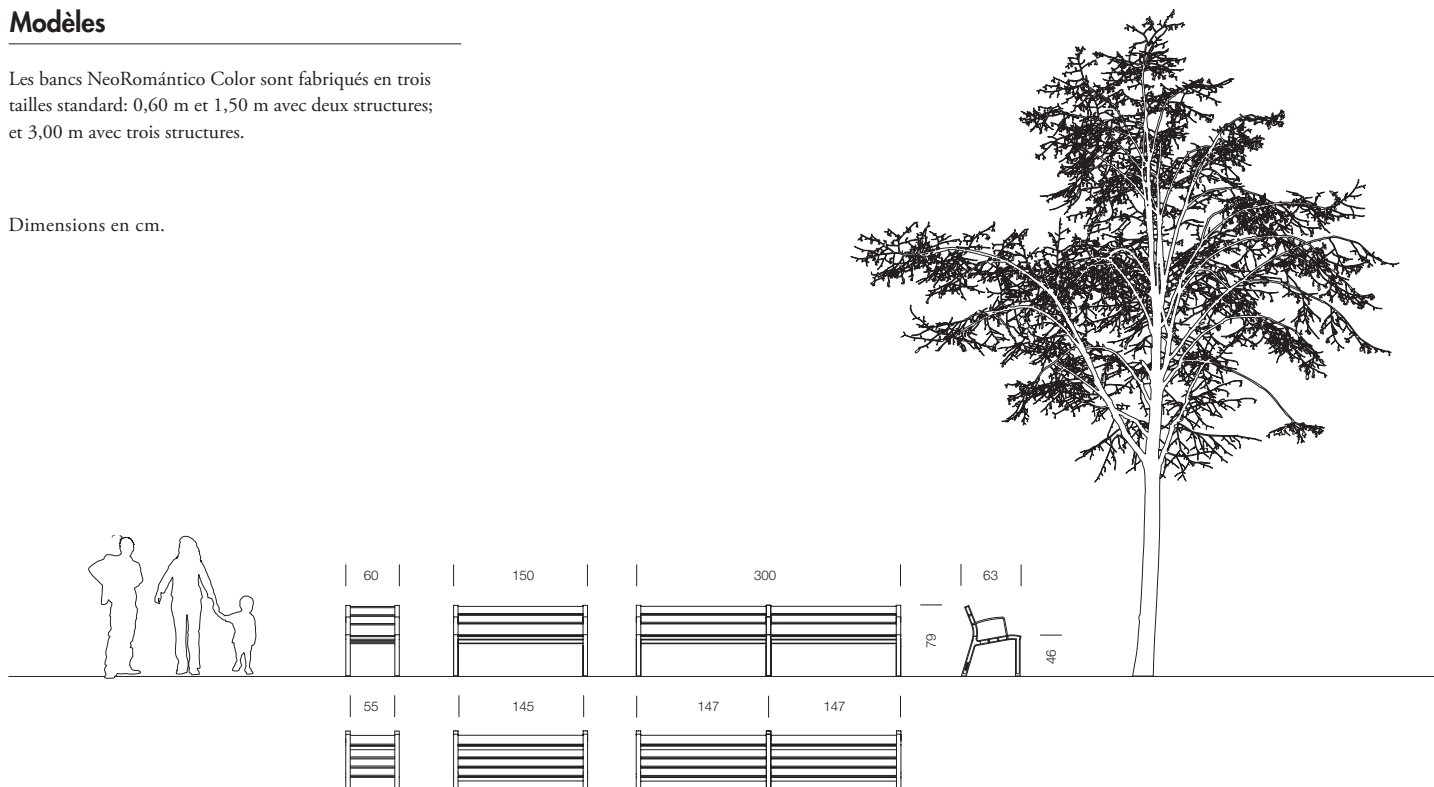 Modèles
Les bancs NeoRomántico Color sont fabriqués en trois
tailles standard: 0,60 m et 1,50 m avec deux structures;
et 3,00 m avec trois structures.
Dimensions en cm.
60 150 300 63
79
46
55 145 147 147